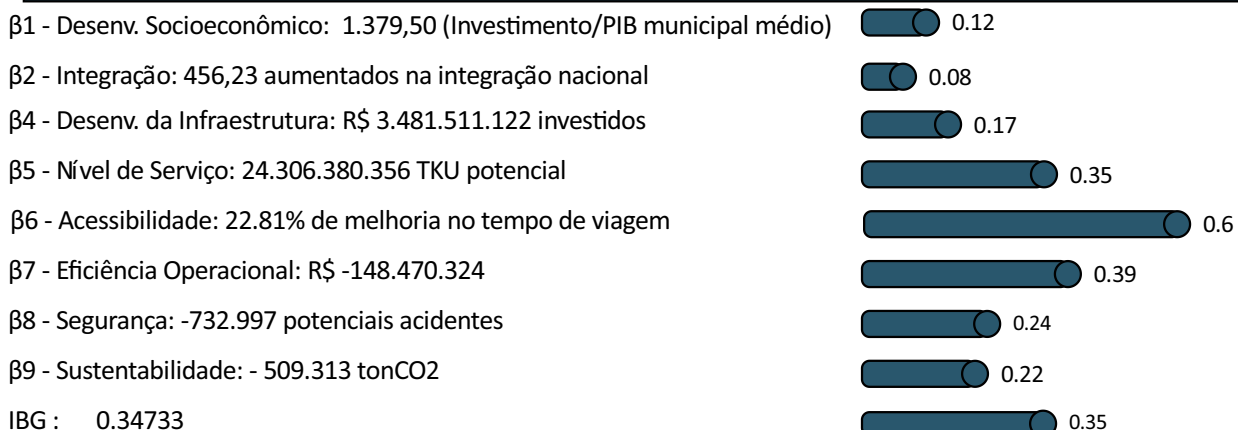 β1 - Desenv. Socioeconômico:  1.379,50 (Investimento/PIB municipal médio) 0.12
β2 - Integração: 456,23 aumentados na integração nacional 0.08
β4 - Desenv. da Infraestrutura: R$ 3.481.511.122 investidos 0.17
β5 - Nível de Serviço: 24.306.380.356 TKU potencial 0.35
β6 - Acessibilidade: 22.81% de melhoria no tempo de viagem 0.6
β7 - Eficiência Operacional: R$ -148.470.324 0.39
β8 - Segurança: -732.997 potenciais acidentes 0.24
β9 - Sustentabilidade: - 509.313 tonCO2 0.22
IBG :    0.34733 0.35